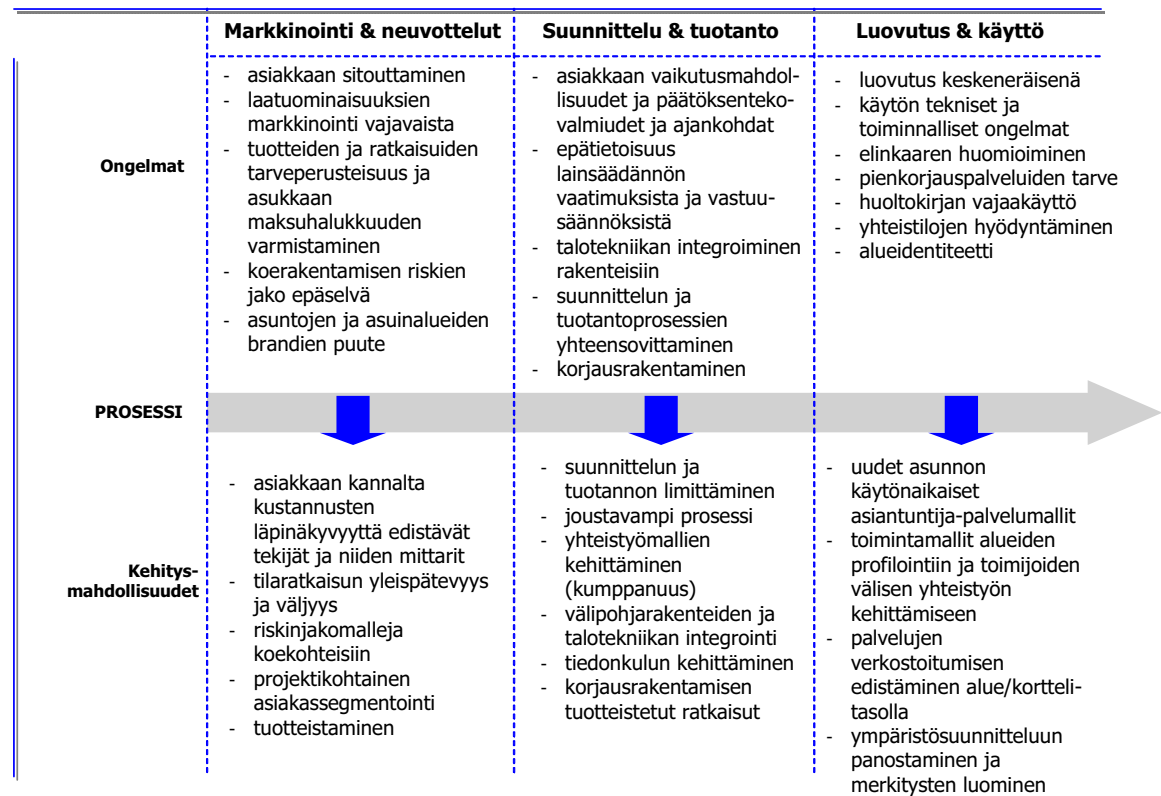 Markkinointi & neuvottelut
Suunnittelu & tuotanto
Luovutus & käyttö
Ongelmat
- asiakkaan sitouttaminen
- laatuominaisuuksien
markkinointi vajavaista
- tuotteiden ja ratkaisuiden
tarveperusteisuus ja
asukkaan
maksuhalukkuuden
varmistaminen
- koerakentamisen riskien
jako epäselvä
- asuntojen ja asuinalueiden
brandien puute
- asiakkaan vaikutusmahdol-
lisuudet ja päätöksenteko-
valmiudet ja ajankohdat
- epätietoisuus
lainsäädännön
vaatimuksista ja vastuu-
säännöksistä
- talotekniikan integroiminen
rakenteisiin
- suunnittelun ja
tuotantoprosessien
yhteensovittaminen
- korjausrakentaminen
- luovutus keskeneräisenä
- käytön tekniset ja
toiminnalliset ongelmat
- elinkaaren huomioiminen
- pienkorjauspalveluiden tarve
- huoltokirjan vajaakäyttö
- yhteistilojen hyödyntäminen
- alueidentiteetti
PROSESSI
Kehitys-
mahdollisuudet
- asiakkaan kannalta
kustannusten
läpinäkyvyyttä edistävät
tekijät ja niiden mittarit
- tilaratkaisun yleispätevyys
ja väljyys
- riskinjakomalleja
koekohteisiin
- projektikohtainen
asiakassegmentointi
- tuotteistaminen
- suunnittelun ja
tuotannon limittäminen
- joustavampi prosessi
- yhteistyömallien
kehittäminen
(kumppanuus)
- välipohjarakenteiden ja
talotekniikan integrointi
- tiedonkulun kehittäminen
- korjausrakentamisen
tuotteistetut ratkaisut
- uudet asunnon
käytönaikaiset
asiantuntija-palvelumallit
- toimintamallit alueiden
profilointiin ja toimijoiden
välisen yhteistyön
kehittämiseen
- palvelujen
verkostoitumisen
edistäminen alue/kortteli-
tasolla
- ympäristösuunnitteluun
panostaminen ja
merkitysten luominen